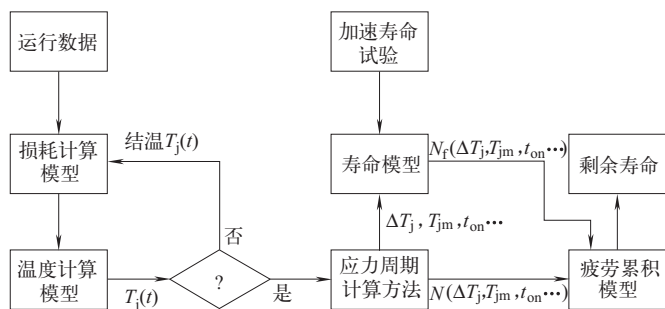 运行数据
加速寿命
试验
损耗计算
模型
结温Tj(t)
寿命模型
Nf(ΔTj,Tjm,ton…)
剩余寿命
否
ΔTj，Tjm,ton…
温度计算
模型
Tj(t)
?
是
应力周期
计算方法
N(ΔTj,Tjm,ton…)
疲劳累积
模型